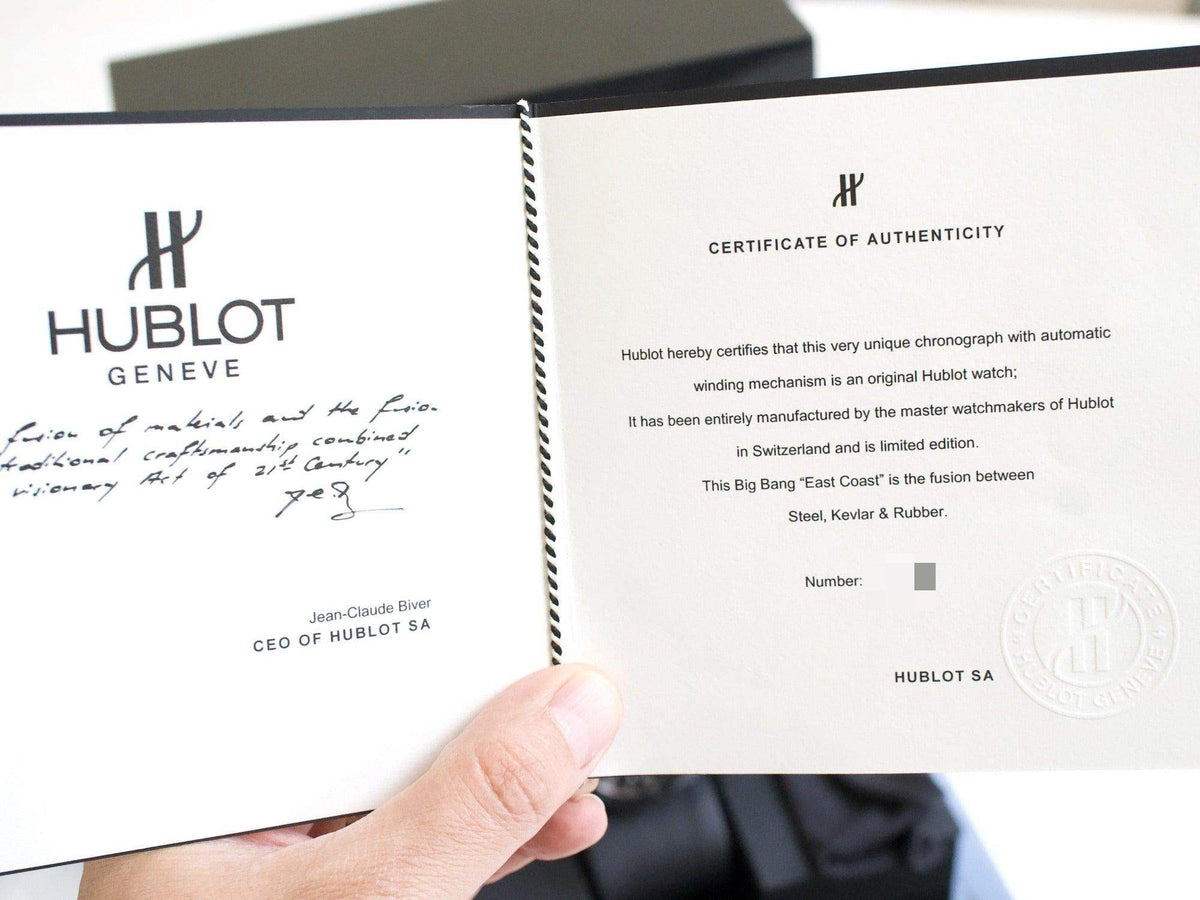 HUBLOT
GENEVE
fusion of materials and the fusion
traditional craftsmanship combined
visionary Art of 21st Century"
Jean-Claude Biver
CEO OF HUBLOT SA
CERTIFICATE OF AUTHENTICITY
Hublot hereby certifies that this very unique chronograph with automatic
winding mechanism is an original Hublot watch;
It has been entirely manufactured by the master watchmakers of Hublot
in Switzerland and is limited edition.
This Big Bang “East Coast” is the fusion between
Steel, Kevlar & Rubber.
Number:
HUBLOT SA
CERTIFICATE
HUBLOT GENEVE